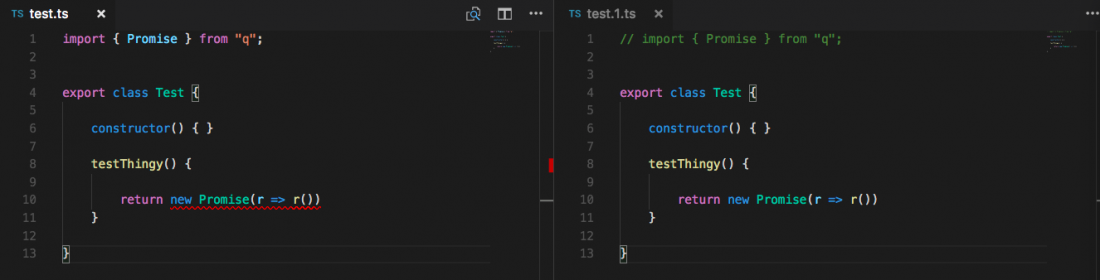 TS test.ts ×
1 import { Promise } from "q";
2
3
4 export class Test {
5
6 constructor() { }
7
8 testThingy() {
9
10 return new Promise(r => r())
11 }
12
13 }
TS test.1.ts ×
1 // import { Promise } from "q";
2
3
4 export class Test {
5
6 constructor() { }
7
8 testThingy() {
9
10 return new Promise(r => r())
11 }
12
13 }